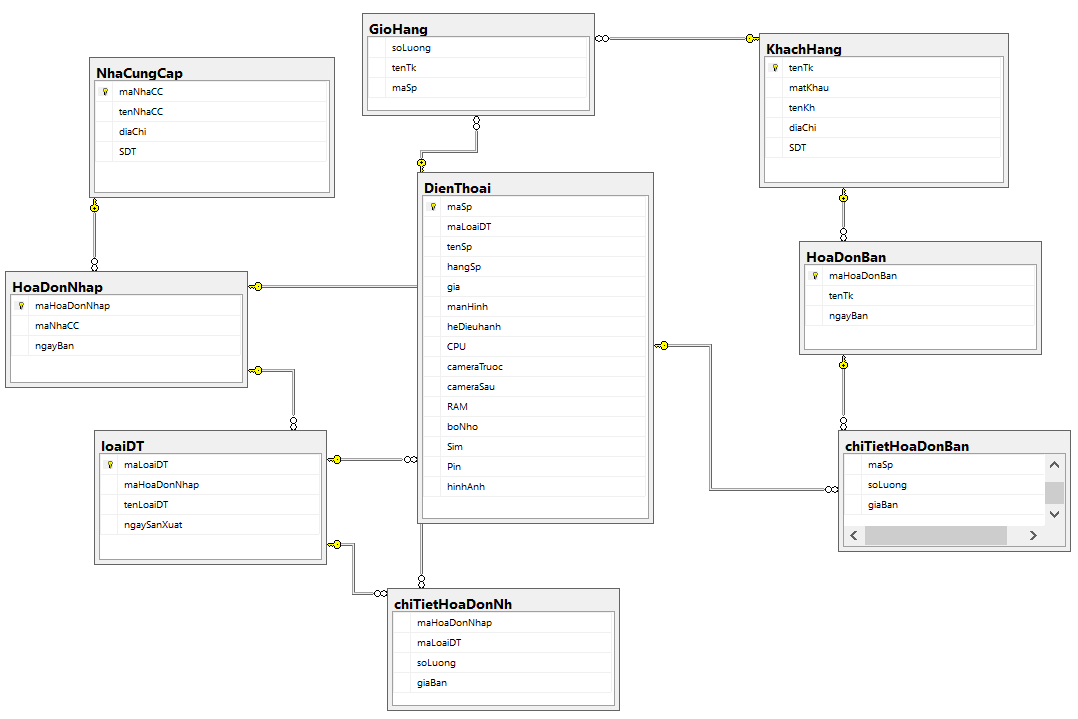 GioHang
soLuong
tenTk
maSp
KhachHang
tenTk
matKhau
tenKh
diaChi
SDT
NhaCungCap
maNhaCC
tenNhaCC
diaChi
SDT
DienThoai
maSp
maLoaiDT
tenSp
hangSp
gia
manHinh
heDieuhanh
CPU
cameraTruoc
cameraSau
RAM
boNho
Sim
Pin
hinhAnh
HoaDonBan
maHoaDonBan
tenTk
ngayBan
HoaDonNhap
maHoaDonNhap
maNhaCC
ngayBan
loaiDT
maLoaiDT
maHoaDonNhap
tenLoaiDT
ngaySanXuat
chiTietHoaDonBan
maSp
soLuong
giaBan
chiTietHoaDonNh
maHoaDonNhap
maLoaiDT
soLuong
giaBan